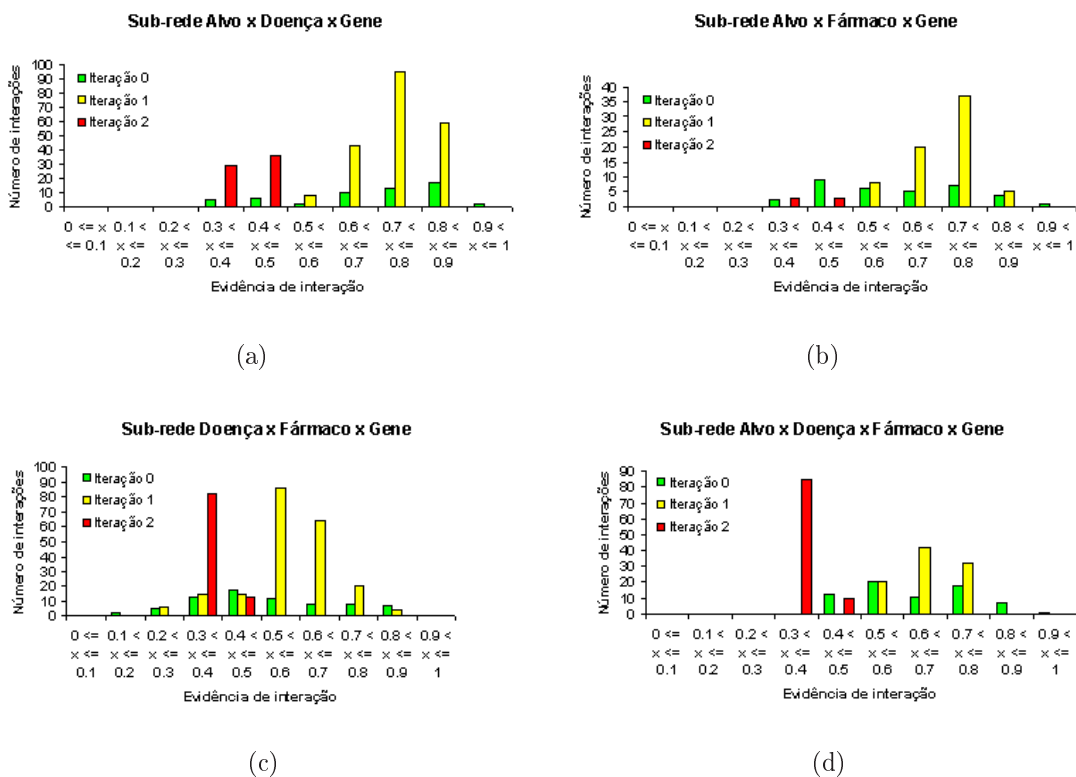 Sub-rede Alvo x Doença x Gene
Número de interações
100
90
80
70
60
50
40
30
20
10
0
Iteração 0
Iteração 1
Iteração 2
0 <= x 0.1 < 0.2 < 0.3 < 0.4 < 0.5 < 0.6 < 0.7 < 0.8 < 0.9 <
<= 0.1 x <= x <= x <= x <= x <= x <= x <= x <= x <= 1
0.2 0.3 0.4 0.5 0.6 0.7 0.8 0.9
Evidência de interação
(a)
Sub-rede Alvo x Fármaco x Gene
Número de interações
40
35
30
25
20
15
10
5
0
Iteração 0
Iteração 1
Iteração 2
0 <= 0.1 < 0.2 < 0.3 < 0.4 < 0.5 < 0.6 < 0.7 < 0.8 < 0.9 <
x <= 0.1 x <= x <= x <= x <= x <= x <= x <= x <= x <= 1
0.2 0.3 0.4 0.5 0.6 0.7 0.8 0.9
Evidência de interação
(b)
Sub-rede Doença x Fármaco x Gene
Número de interações
100
90
80
70
60
50
40
30
20
10
0
Iteração 0
Iteração 1
Iteração 2
0 <= 0.1 < 0.2 < 0.3 < 0.4 < 0.5 < 0.6 < 0.7 < 0.8 < 0.9 <
x <= x <= x <= x <= x <= x <= x <= x <= x <= x <=
0.1 0.2 0.3 0.4 0.5 0.6 0.7 0.8 0.9 1
Evidência de interação
(c)
Sub-rede Alvo x Doença x Fármaco x Gene
Número de interações
90
80
70
60
50
40
30
20
10
0
Iteração 0
Iteração 1
Iteração 2
0 <= 0.1 < 0.2 < 0.3 < 0.4 < 0.5 < 0.6 < 0.7 < 0.8 < 0.9 <
x <= x <= x <= x <= x <= x <= x <= x <= x <= x <=
0.1 0.2 0.3 0.4 0.5 0.6 0.7 0.8 0.9 1
Evidência de interação
(d)